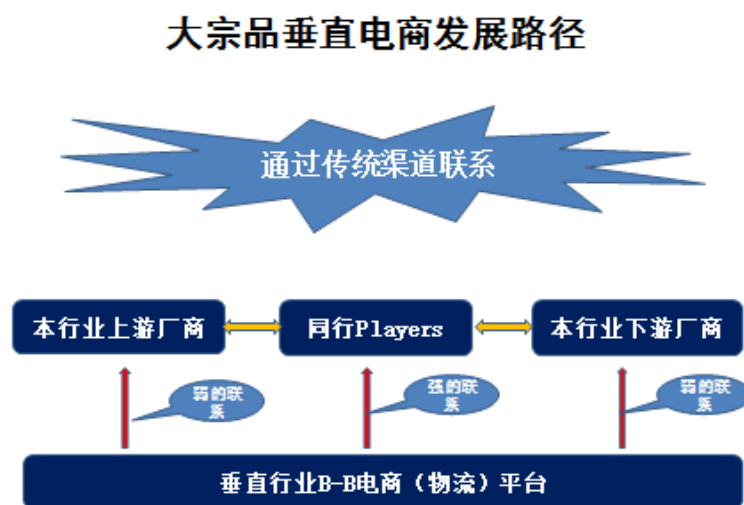 大宗品垂直电商发展路径
通过传统渠道联系
本行业上游厂商
同行Players
本行业下游厂商
弱的联
系
强的联
系
弱的联
系
垂直行业B-B电商（物流）平台